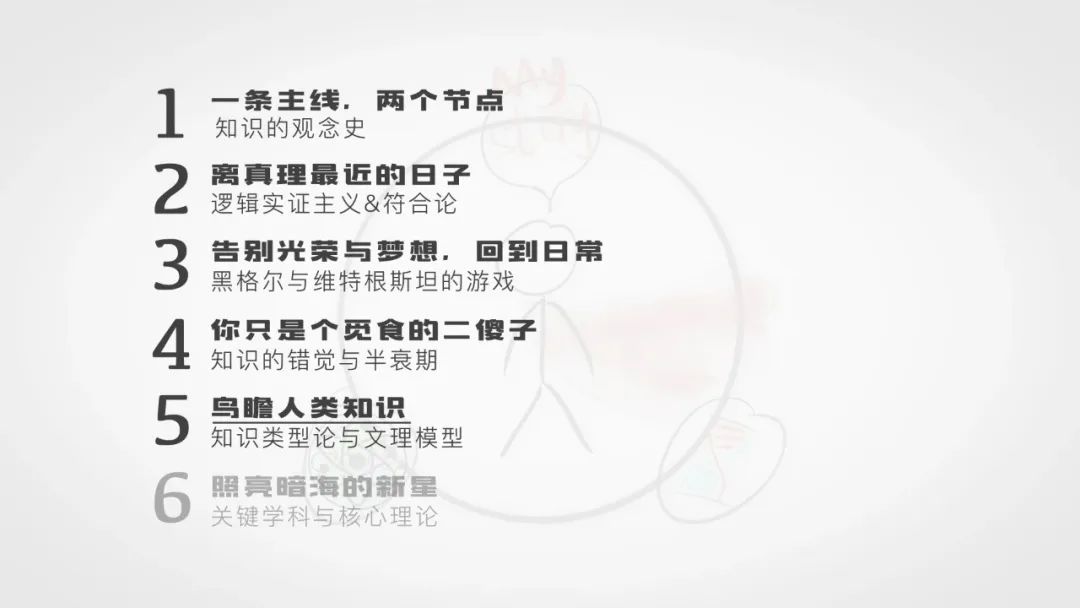 1 一条主线，两个节点
知识的观念史
2 离真理最近的日子
逻辑实证主义&符合论
3 告别光荣与梦想，回到日常
黑格尔与维特根斯坦的游戏
4 你只是个觅食的二傻子
知识的错觉与半衰期
5 鸟瞻人类知识
知识类型论与文理模型
6 照亮暗海的新星
关键学科与核心理论